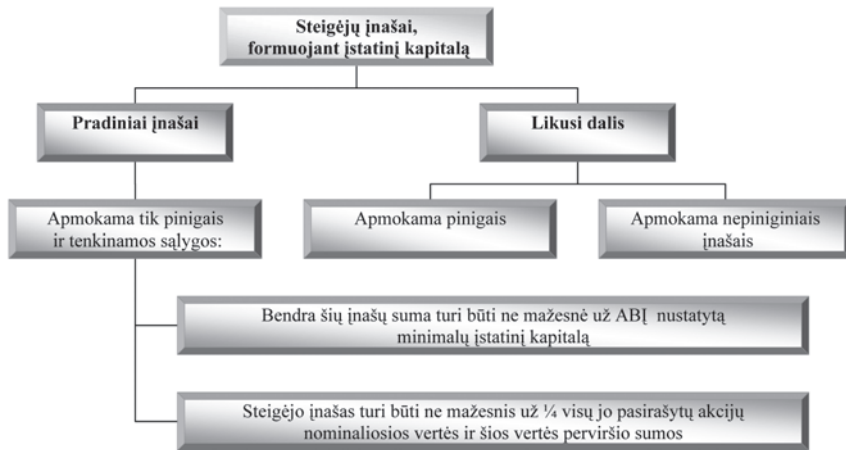 Steigėjų įnašai,
formuojant įstatinį kapitalą
Pradiniai įnašai
Likusi dalis
Apmokama tik pinigais
ir tenkinamos sąlygos:
Apmokama pinigais
Apmokama nepiniginiais
įnašais
Bendra šių įnašų suma turi būti ne mažesnė už ABĮ nustatytą
minimalų įstatinį kapitalą
Steigėjo įnašas turi būti ne mažesnis už ¼ visų jo pasirašytų akcijų
nominaliosios vertės ir šios vertės perviršio sumos